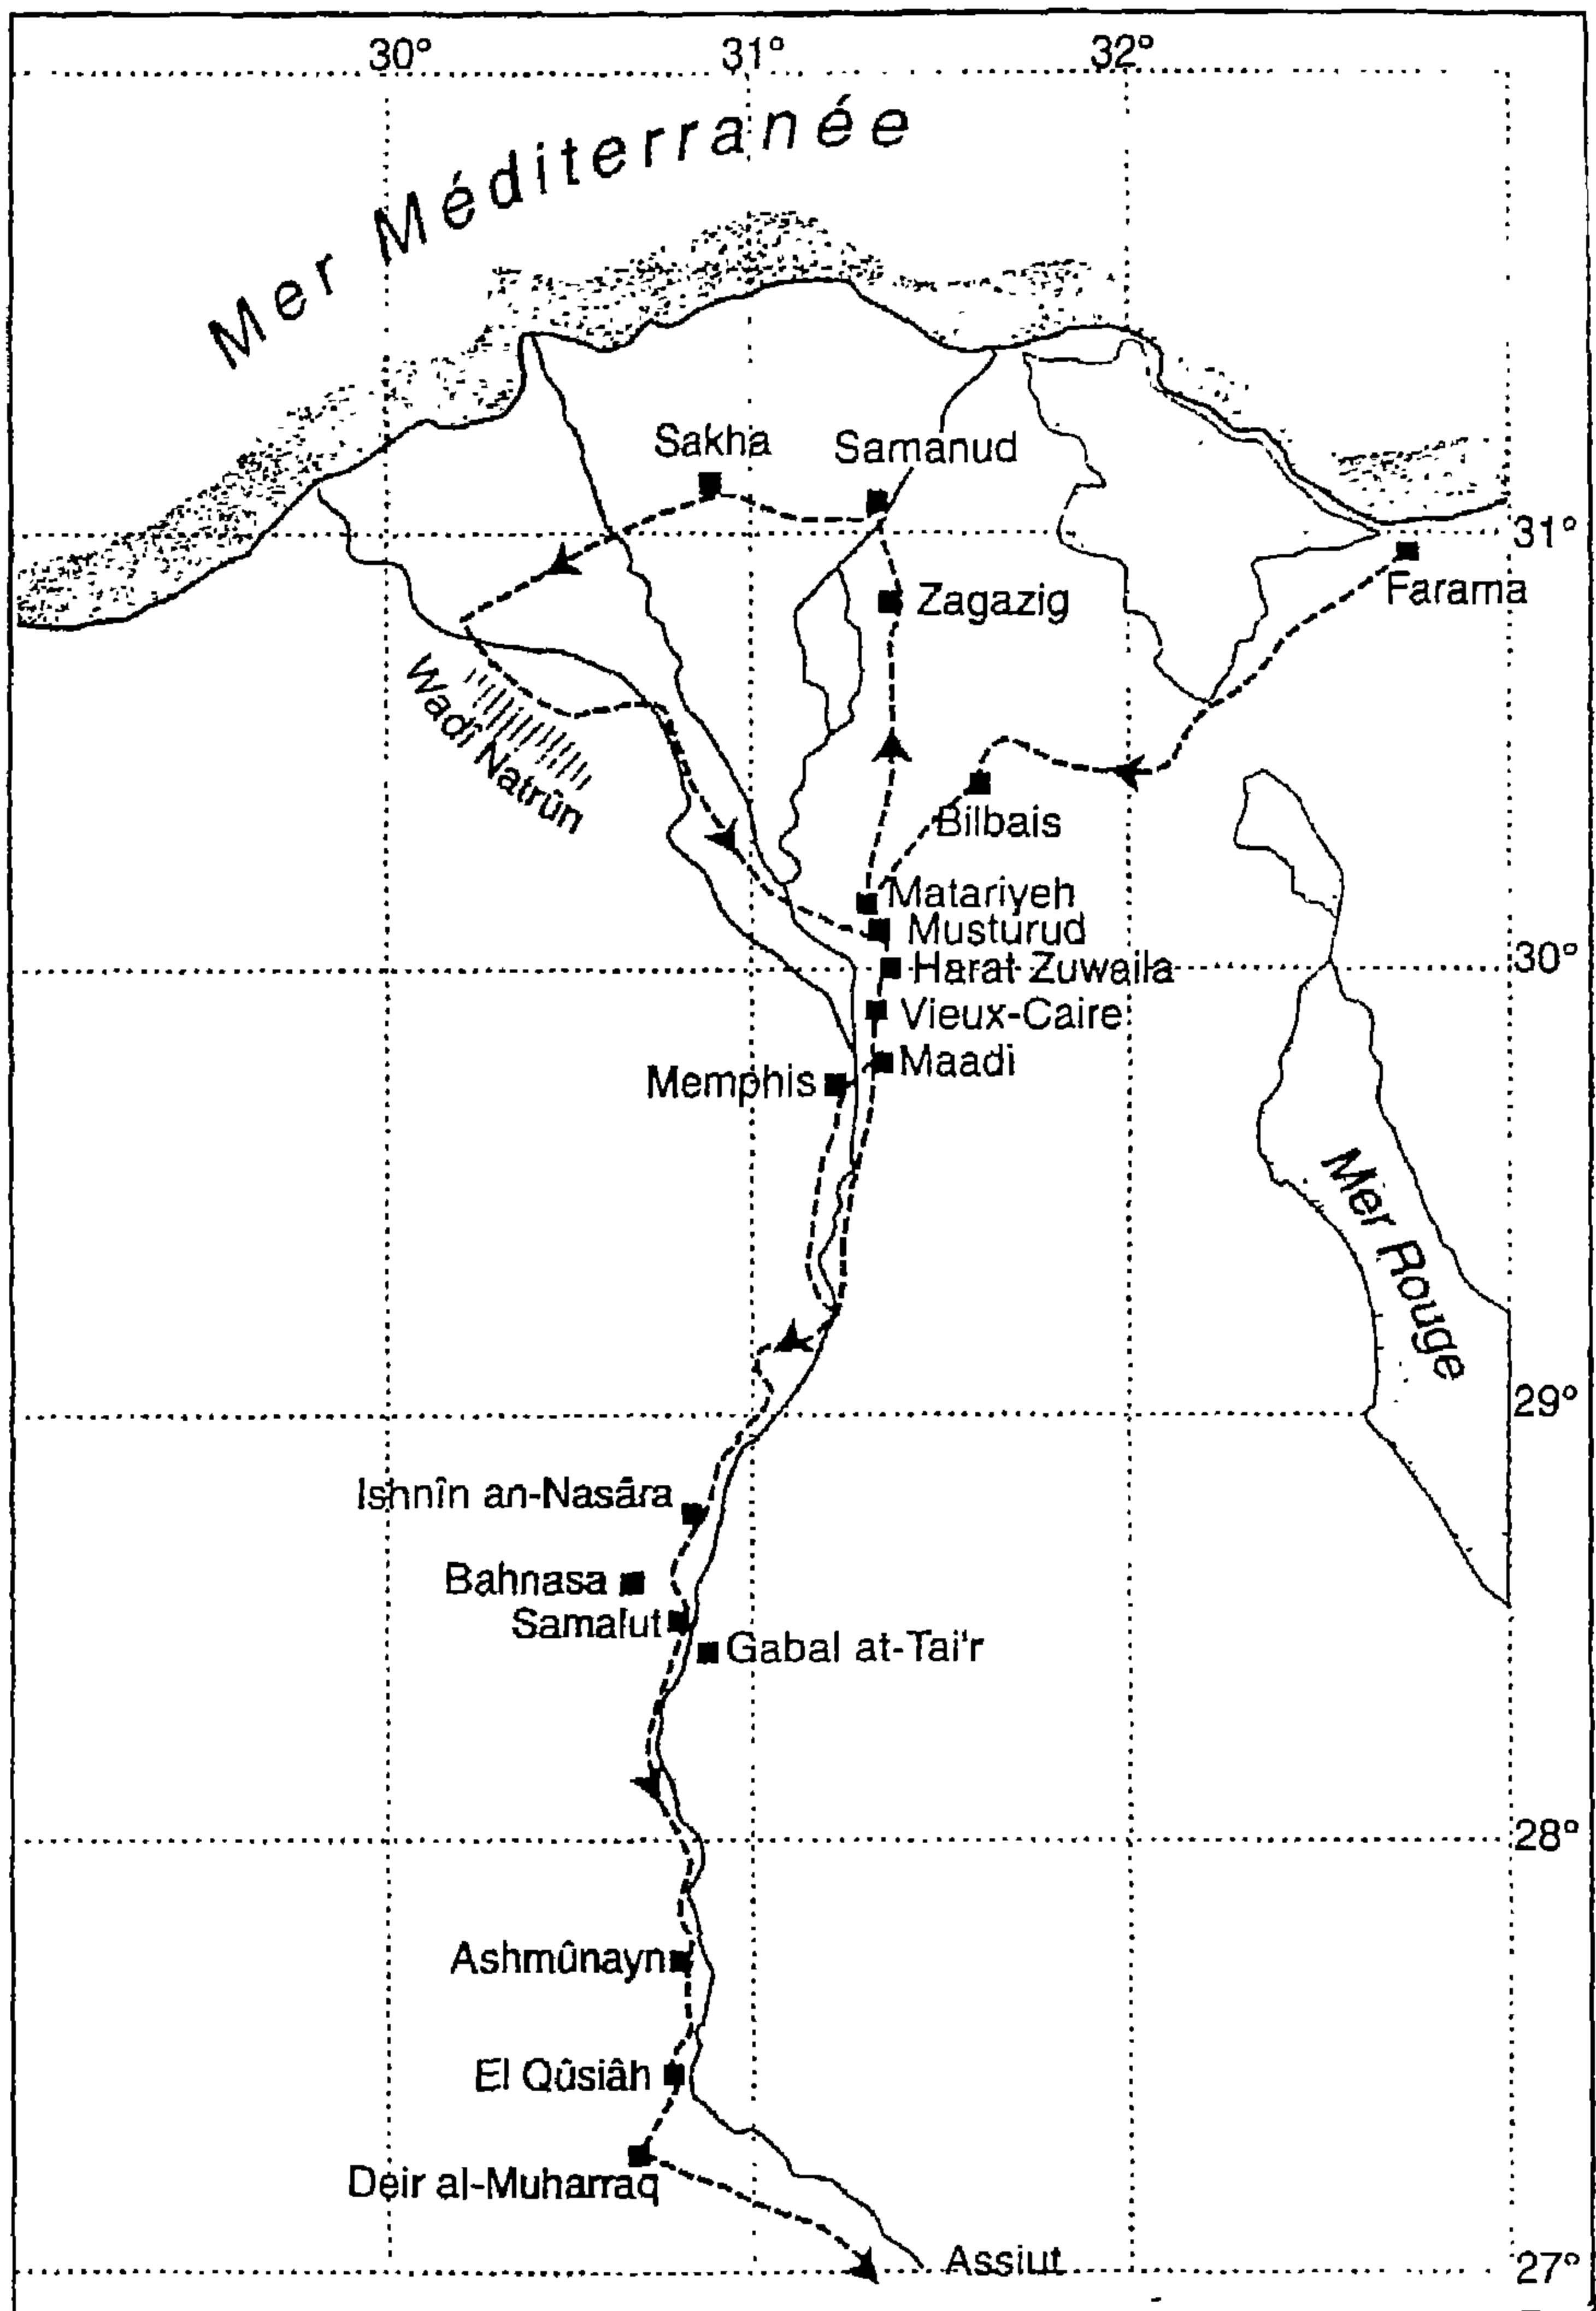 30° 31° 32°
Mer Méditerranée
Sakha
Samanud
31°
Farama
Zagazig
Wadî Natrûn
Bilbais
Matariyeh
Musturud
Harat Zuweila
30°
Vieux-Caire
Maadi
Memphis
Mer Rouge
29°
Ishnîn an-Nasâra
Bahnasa
Samalut
Gabal at-Tai'r
28°
Ashmûnayn
El Qûsiâh
Deir al-Muharraq
Assiut
27°